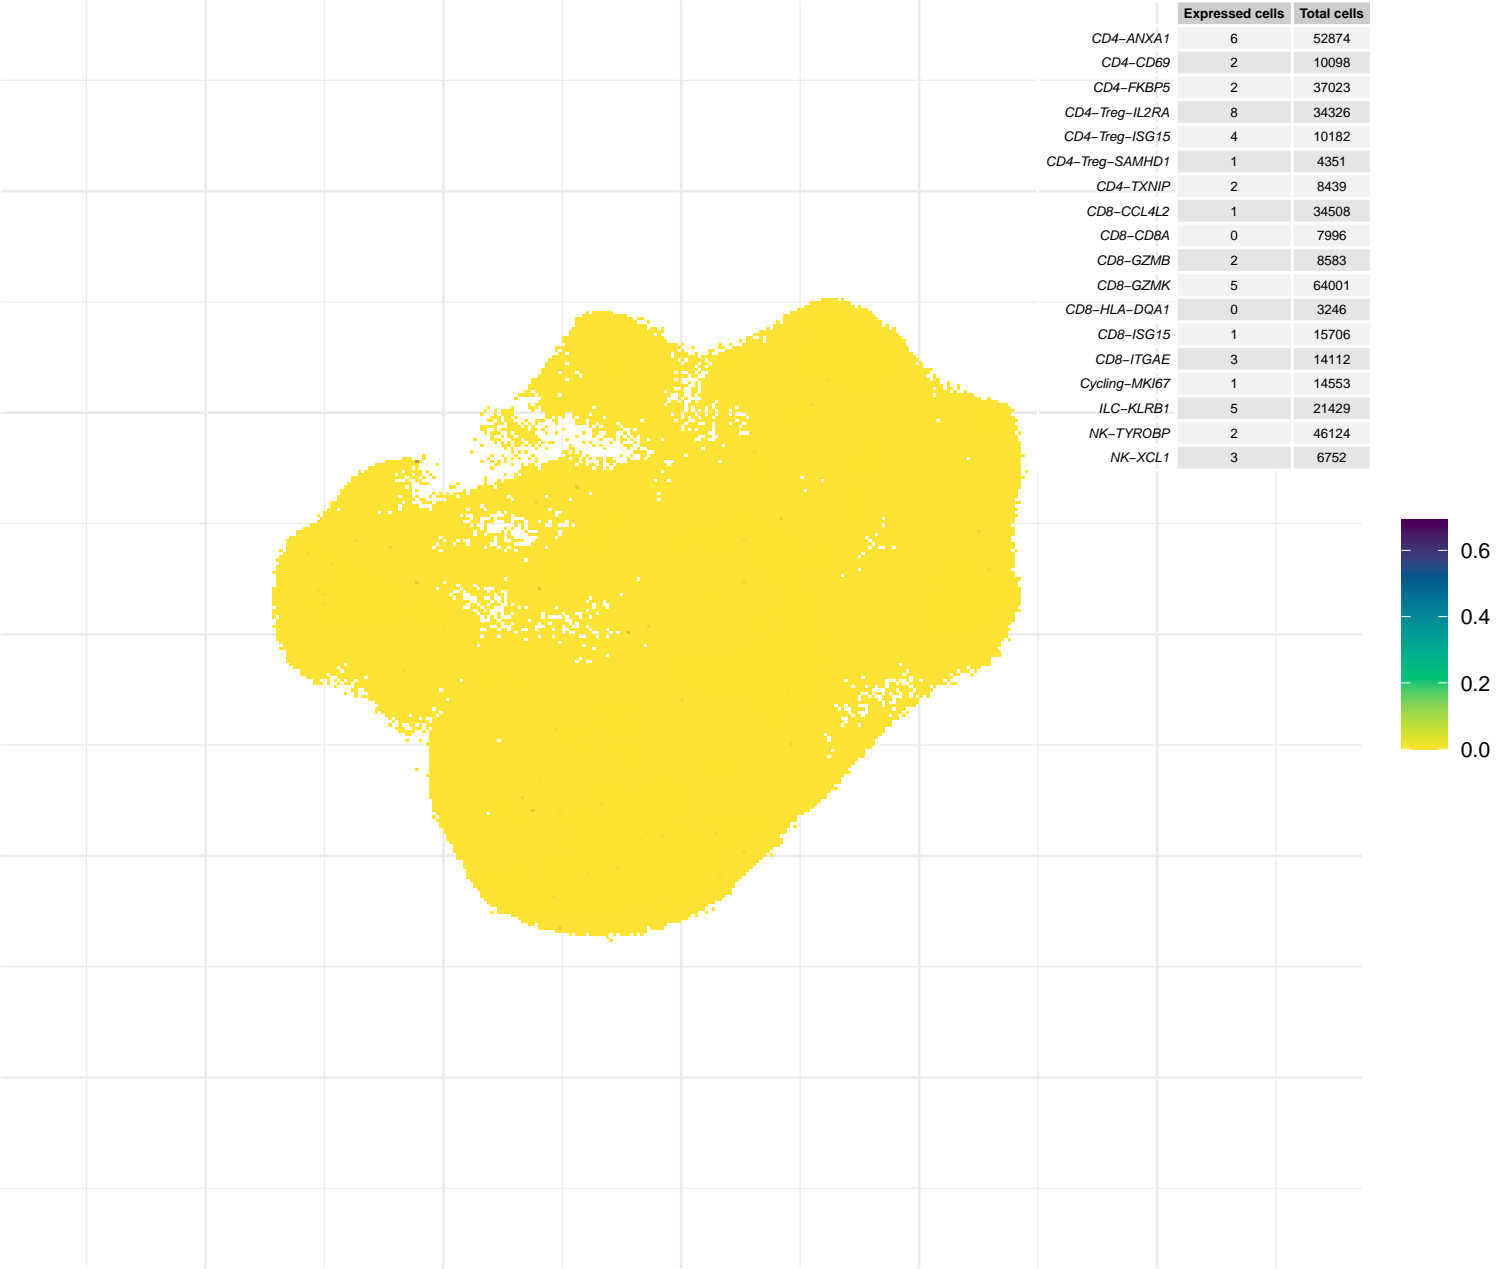 Expressed cells Total cells
CD4−ANXA1 6 52874
CD4−CD69 2 10098
CD4−FKBP5 2 37023
CD4−Treg−IL2RA 8 34326
CD4−Treg−ISG15 4 10182
CD4−Treg−SAMHD1 1 4351
CD4−TXNIP 2 8439
CD8−CCL4L2 1 34508
CD8−CD8A 0 7996
CD8−GZMB 2 8583
CD8−GZMK 5 64001
CD8−HLA−DQA1 0 3246
CD8−ISG15 1 15706
CD8−ITGAE 3 14112
Cycling−MKI67 1 14553
ILC−KLRB1 5 21429
NK−TYROBP 2 46124
NK−XCL1 3 6752
0.6
0.4
0.2
0.0